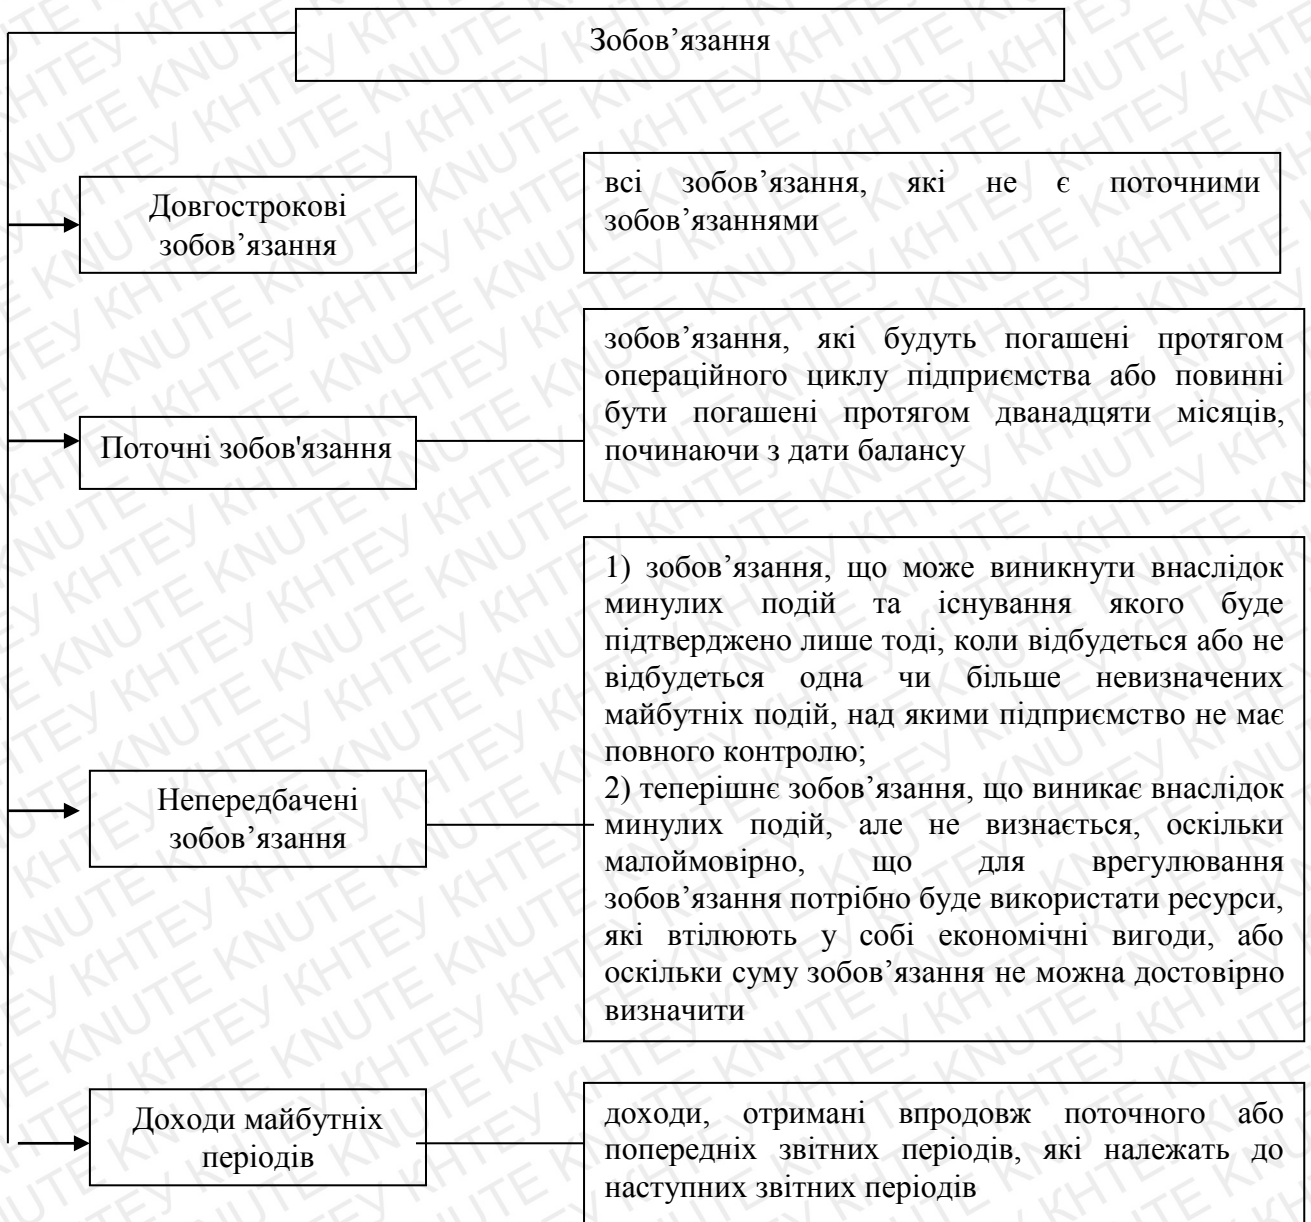 Зобов’язання
Довгострокові
зобов’язання
всі зобов’язання, які не є поточними
зобов’язаннями
Поточні зобов'язання
зобов’язання, які будуть погашені протягом
операційного циклу підприємства або повинні
бути погашені протягом дванадцяти місяців,
починаючи з дати балансу
Непередбачені
зобов’язання
1) зобов’язання, що може виникнути внаслідок
минулих подій та існування якого буде
підтверджено лише тоді, коли відбудеться або не
відбудеться одна чи більше невизначених
майбутніх подій, над якими підприємство не має
повного контролю;
2) теперішнє зобов’язання, що виникає внаслідок
минулих подій, але не визнається, оскільки
малоймовірно, що для врегулювання
зобов’язання потрібно буде використати ресурси,
які втілюють у собі економічні вигоди, або
оскільки суму зобов’язання не можна достовірно
визначити
Доходи майбутніх
періодів
доходи, отримані впродовж поточного або
попередніх звітних періодів, які належать до
наступних звітних періодів